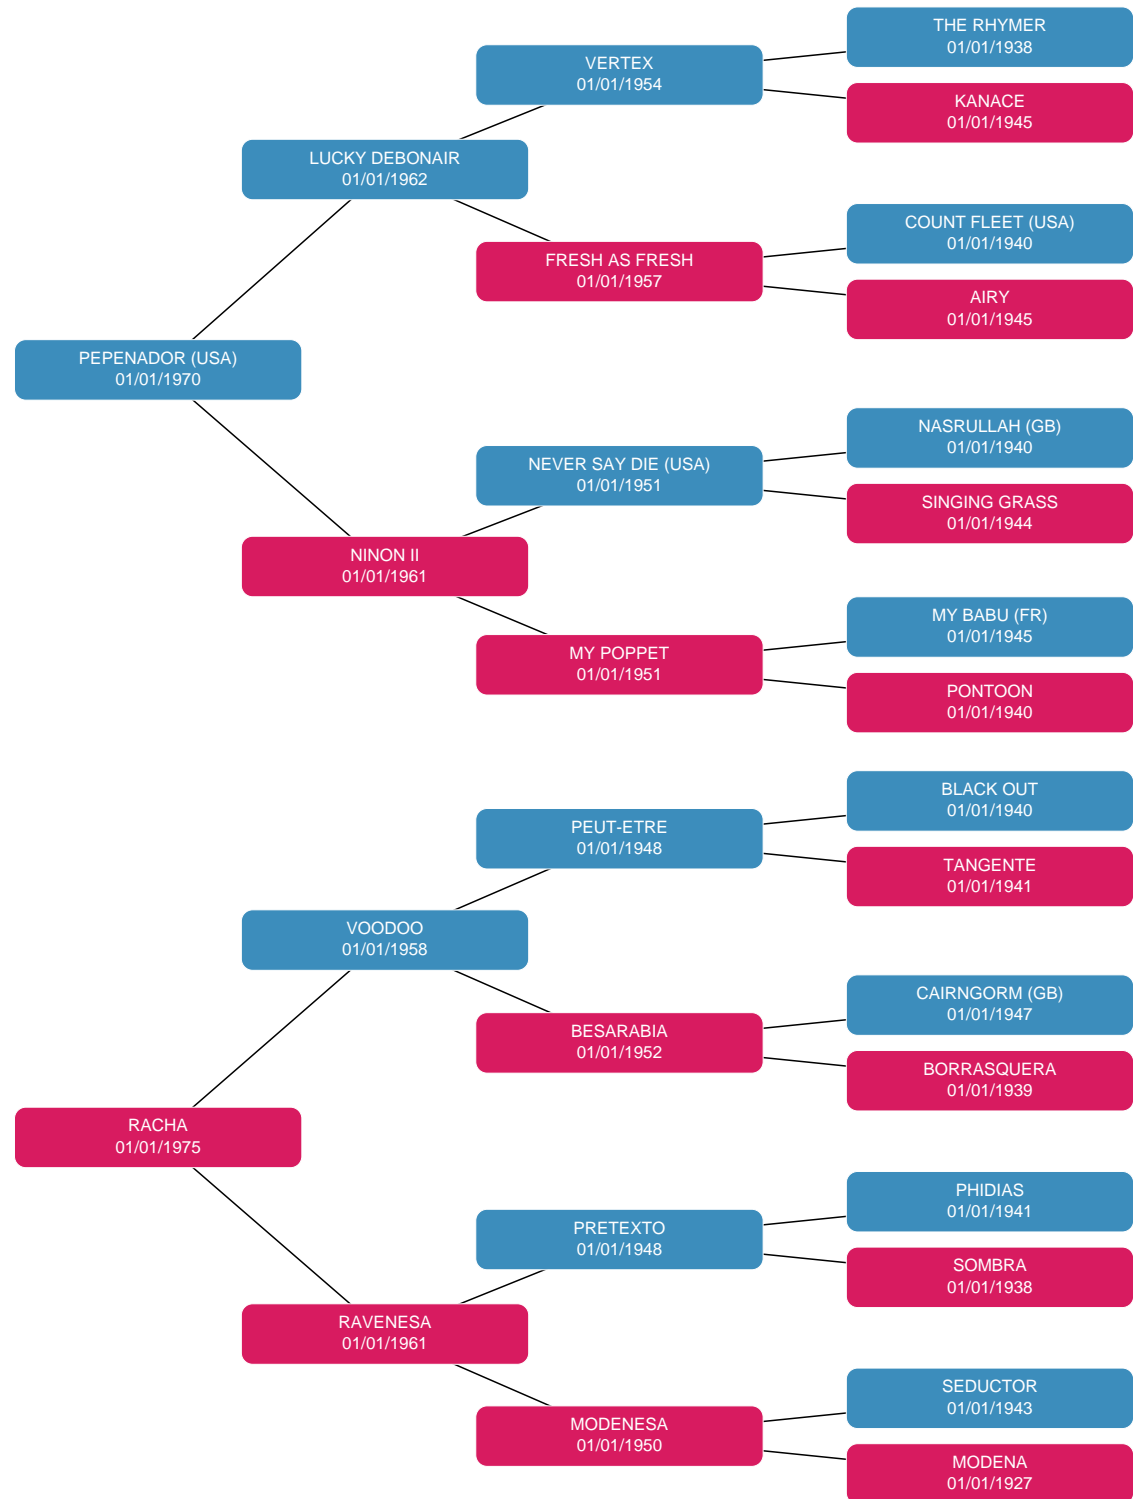 THE RHYMER
01/01/1938
VERTEX
01/01/1954
KANACE
01/01/1945
LUCKY DEBONAIR
01/01/1962
COUNT FLEET (USA)
01/01/1940
FRESH AS FRESH
01/01/1957
AIRY
01/01/1945
PEPENADOR (USA)
01/01/1970
NASRULLAH (GB)
01/01/1940
NEVER SAY DIE (USA)
01/01/1951
SINGING GRASS
01/01/1944
NINON II
01/01/1961
MY BABU (FR)
01/01/1945
MY POPPET
01/01/1951
PONTOON
01/01/1940
BLACK OUT
01/01/1940
PEUT-ETRE
01/01/1948
TANGENTE
01/01/1941
VOODOO
01/01/1958
CAIRNGORM (GB)
01/01/1947
BESARABIA
01/01/1952
BORRASQUERA
01/01/1939
RACHA
01/01/1975
PHIDIAS
01/01/1941
PRETEXTO
01/01/1948
SOMBRA
01/01/1938
RAVENESA
01/01/1961
SEDUCTOR
01/01/1943
MODENESA
01/01/1950
MODENA
01/01/1927